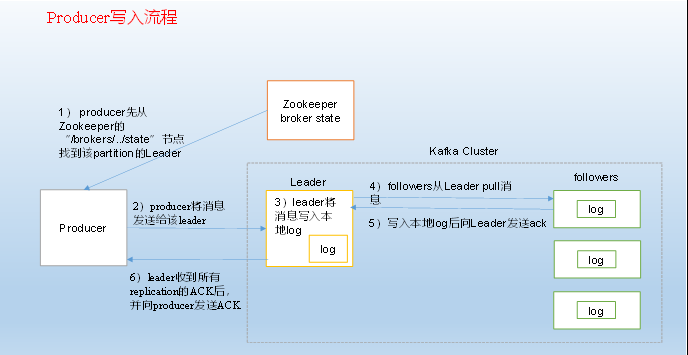 Producer写入流程
Zookeeper
broker state
1） producer先从
Zookeeper的
“/brokers/../state”节点
找到该partition的Leader
Kafka Cluster
Leader
followers
Producer
2）producer将消息
发送给该leader
3）leader将
消息写入本
地log
log
4）followers从Leader pull消
息
5）写入本地log后向Leader发送ack
log
log
log
6）leader收到所有
replication的ACK后，
并向producer发送ACK